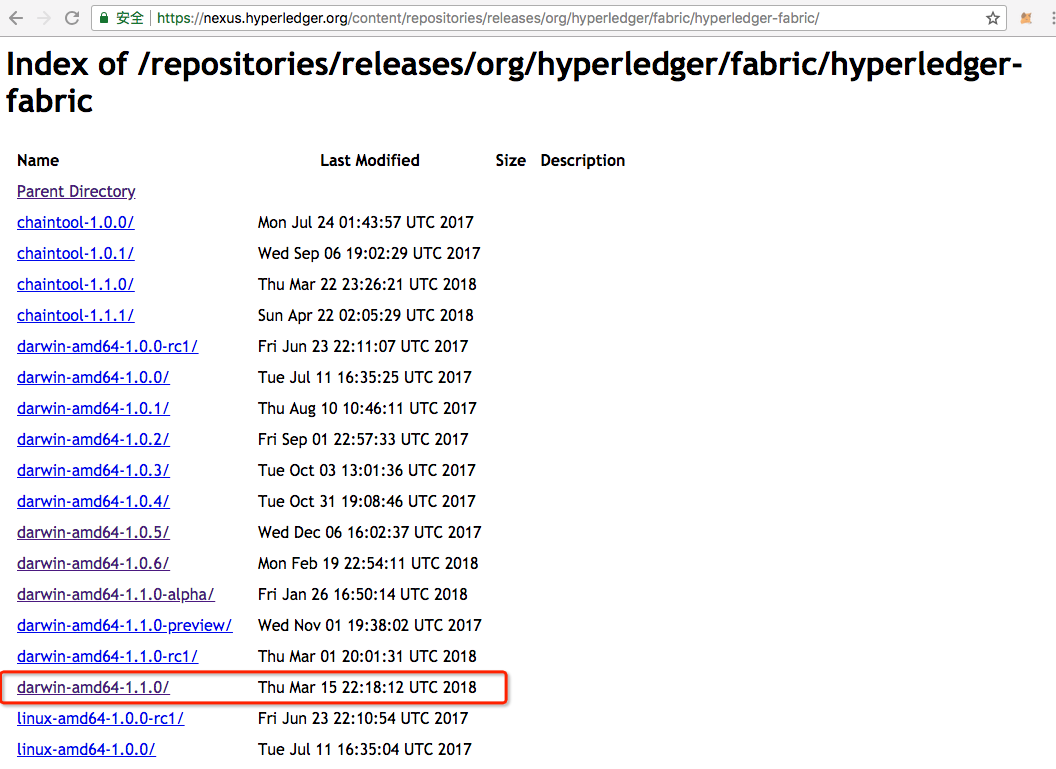 安全 https://nexus.hyperledger.org/content/repositories/releases/org/hyperledger/fabric/hyperledger-fabric/
Index of /repositories/releases/org/hyperledger/fabric/hyperledger-
fabric
Name Last Modified Size Description
Parent Directory
chaintool-1.0.0/ Mon Jul 24 01:43:57 UTC 2017
chaintool-1.0.1/ Wed Sep 06 19:02:29 UTC 2017
chaintool-1.1.0/ Thu Mar 22 23:26:21 UTC 2018
chaintool-1.1.1/ Sun Apr 22 02:05:29 UTC 2018
darwin-amd64-1.0.0-rc1/ Fri Jun 23 22:11:07 UTC 2017
darwin-amd64-1.0.0/ Tue Jul 11 16:35:25 UTC 2017
darwin-amd64-1.0.1/ Thu Aug 10 10:46:11 UTC 2017
darwin-amd64-1.0.2/ Fri Sep 01 22:57:33 UTC 2017
darwin-amd64-1.0.3/ Tue Oct 03 13:01:36 UTC 2017
darwin-amd64-1.0.4/ Tue Oct 31 19:08:46 UTC 2017
darwin-amd64-1.0.5/ Wed Dec 06 16:02:37 UTC 2017
darwin-amd64-1.0.6/ Mon Feb 19 22:54:11 UTC 2018
darwin-amd64-1.1.0-alpha/ Fri Jan 26 16:50:14 UTC 2018
darwin-amd64-1.1.0-preview/ Wed Nov 01 19:38:02 UTC 2017
darwin-amd64-1.1.0-rc1/ Thu Mar 01 20:01:31 UTC 2018
darwin-amd64-1.1.0/ Thu Mar 15 22:18:12 UTC 2018
linux-amd64-1.0.0-rc1/ Fri Jun 23 22:10:54 UTC 2017
linux-amd64-1.0.0/ Tue Jul 11 16:35:04 UTC 2017